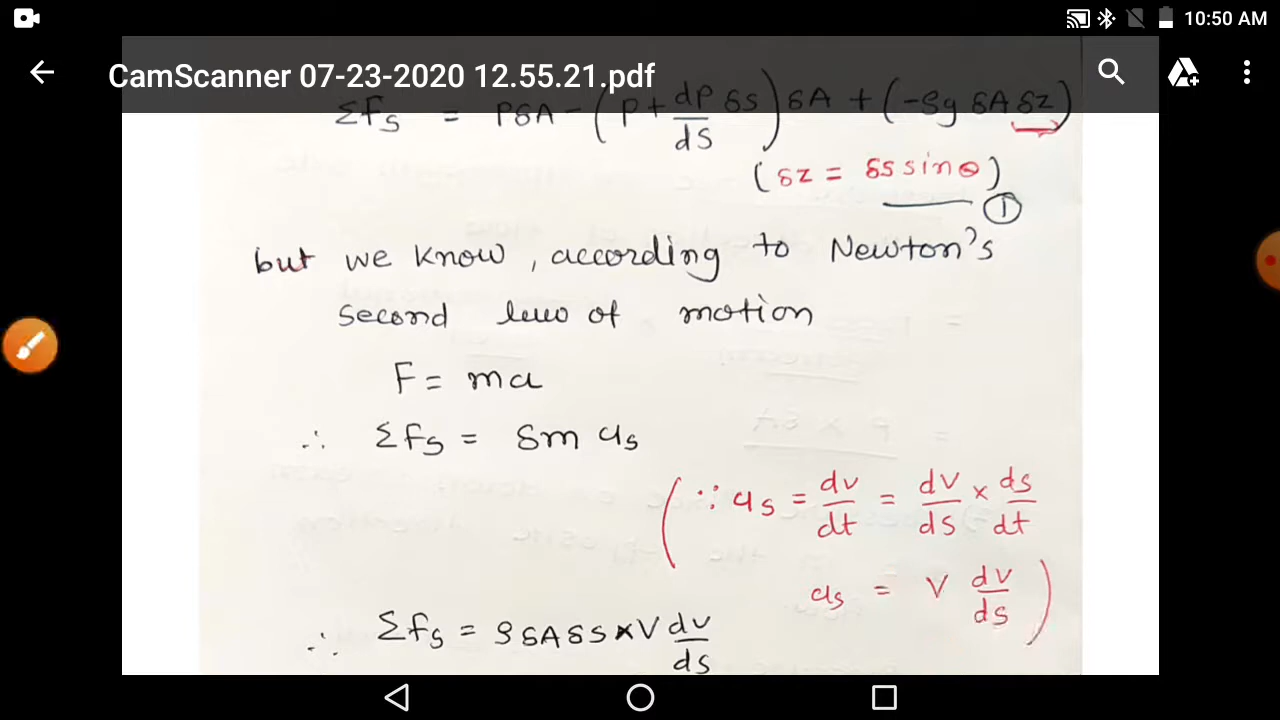 10:50 AM
CamScanner 07-23-2020 12.55.21.pdf
Σfs = PδA - (P + dP/ds δs) δA + (-ρg δA δz)
(δz = δs sinθ)
①
but we know, according to Newton's
second law of motion
F = ma
∴ Σfs = δm as
(∵ as = dv/dt = dv/ds × ds/dt
as = V dv/ds)
∴ Σfs = ρδAδs × V dv/ds